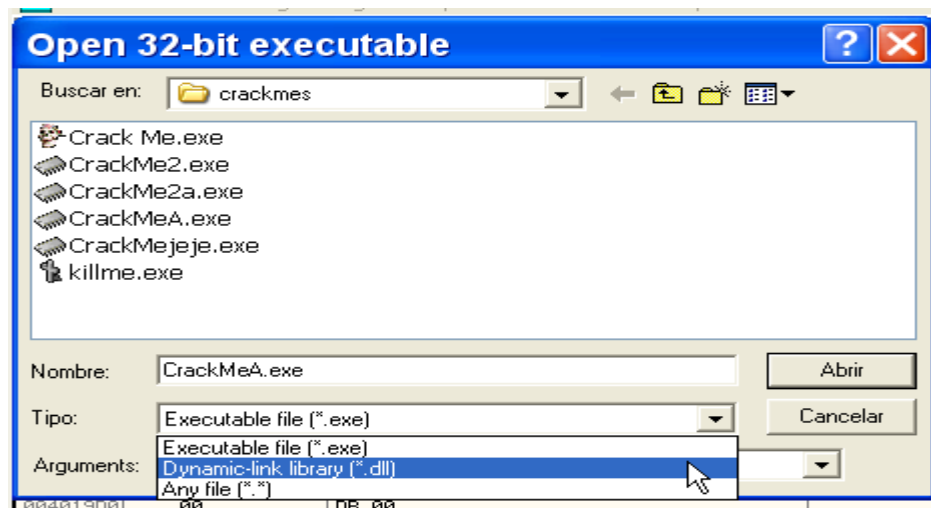 Open 32-bit executable
Buscar en: crackmes
Crack Me.exe
CrackMe2.exe
CrackMe2a.exe
CrackMeA.exe
CrackMejeje.exe
killme.exe
Nombre: CrackMeA.exe Abrir
Tipo: Executable file (*.exe) Cancelar
Executable file (*.exe)
Arguments: Dynamic-link library (*.dll)
Any file (*.*)